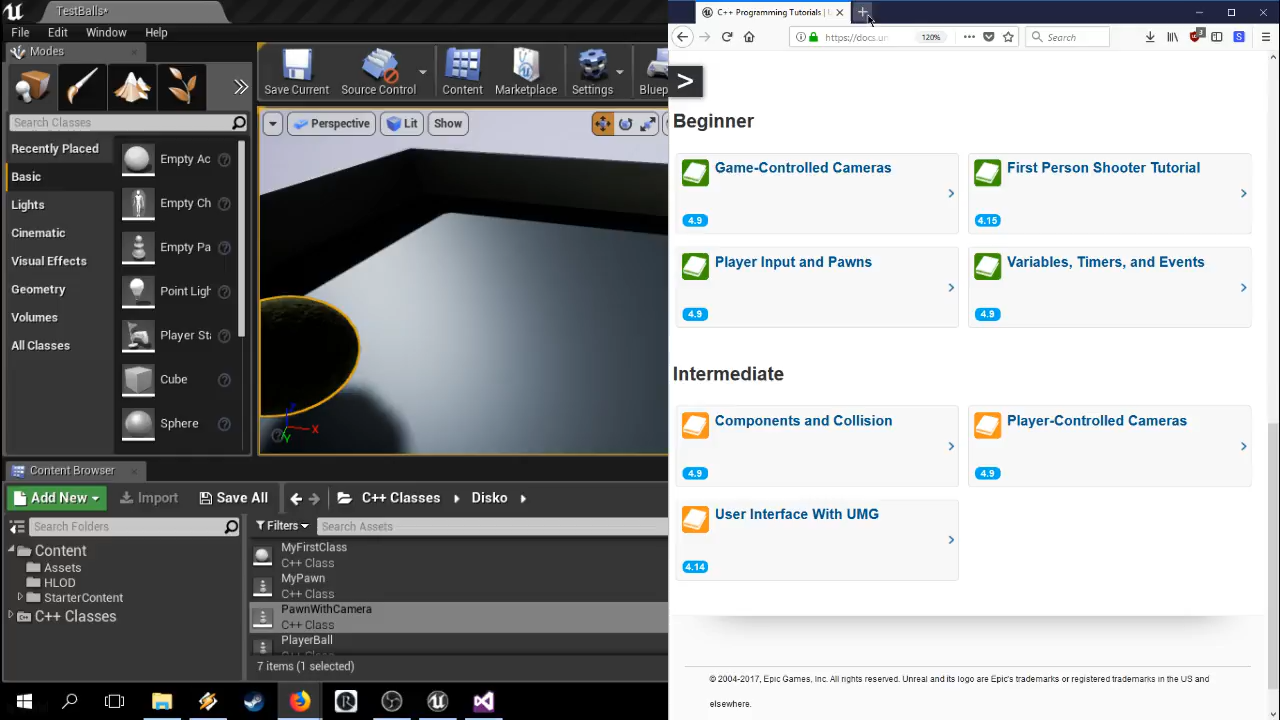 TestBalls*
File Edit Window Help
Modes
Search Classes
Recently Placed
Basic
Lights
Cinematic
Visual Effects
Geometry
Volumes
All Classes
Empty Ac
Empty Ch
Empty Pa
Point Ligh
Player Sta
Cube
Sphere
Save Current
Source Control
Content
Marketplace
Settings
Bluep
Perspective
Lit
Show
X
Y
Content Browser
Add New
Import
Save All
C++ Classes
Disko
Search Folders
Filters
Search Assets
Content
Assets
HLOD
StarterContent
C++ Classes
MyFirstClass
C++ Class
MyPawn
C++ Class
PawnWithCamera
C++ Class
PlayerBall
7 items (1 selected)
C++ Programming Tutorials |
https://docs.un
120%
Search
3
S
>
Beginner
Game-Controlled Cameras
4.9
First Person Shooter Tutorial
4.15
Player Input and Pawns
4.9
Variables, Timers, and Events
4.9
Intermediate
Components and Collision
4.9
Player-Controlled Cameras
4.9
User Interface With UMG
4.14
© 2004-2017, Epic Games, Inc. All rights reserved. Unreal and its logo are Epic's trademarks or registered trademarks in the US and
elsewhere.
R